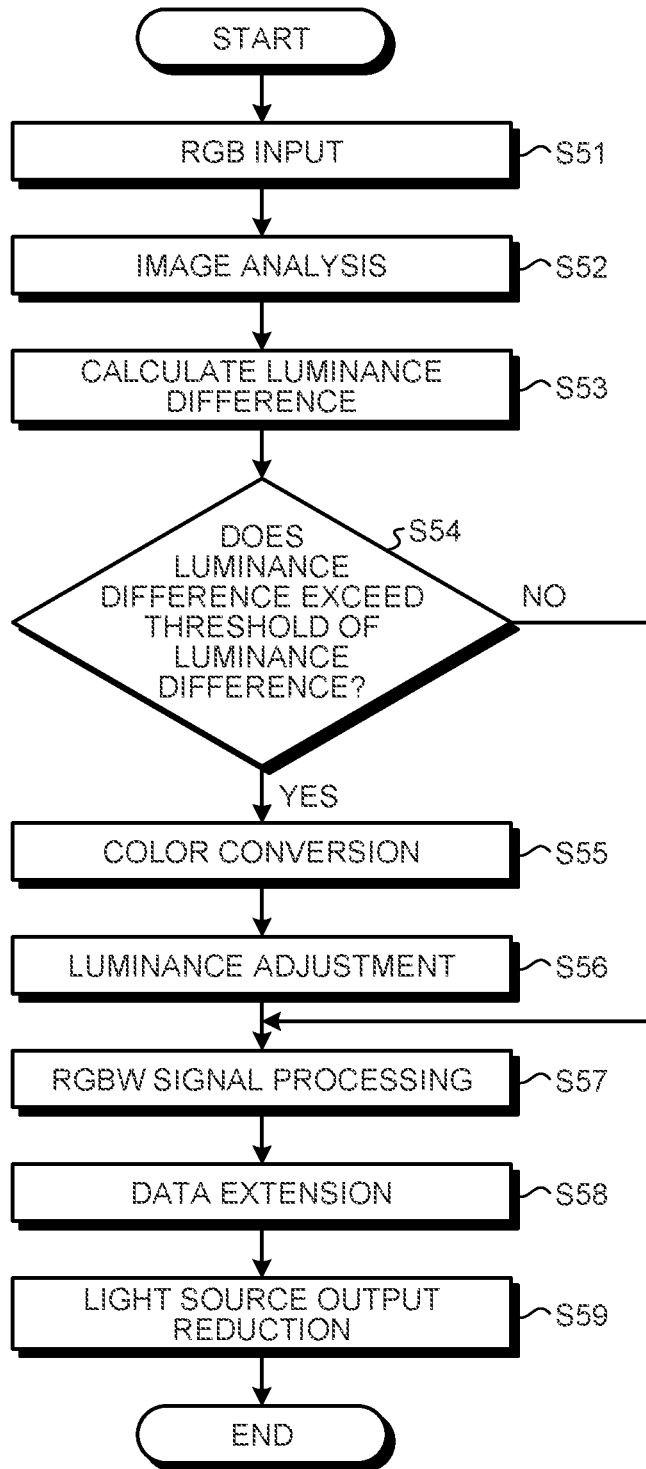 START
RGB INPUT
S51
IMAGE ANALYSIS
S52
CALCULATE LUMINANCE
DIFFERENCE
S53
S54
DOES
LUMINANCE
DIFFERENCE EXCEED
THRESHOLD OF
LUMINANCE
DIFFERENCE?
NO
YES
COLOR CONVERSION
S55
LUMINANCE ADJUSTMENT
S56
RGBW SIGNAL PROCESSING
S57
DATA EXTENSION
S58
LIGHT SOURCE OUTPUT
REDUCTION
S59
END